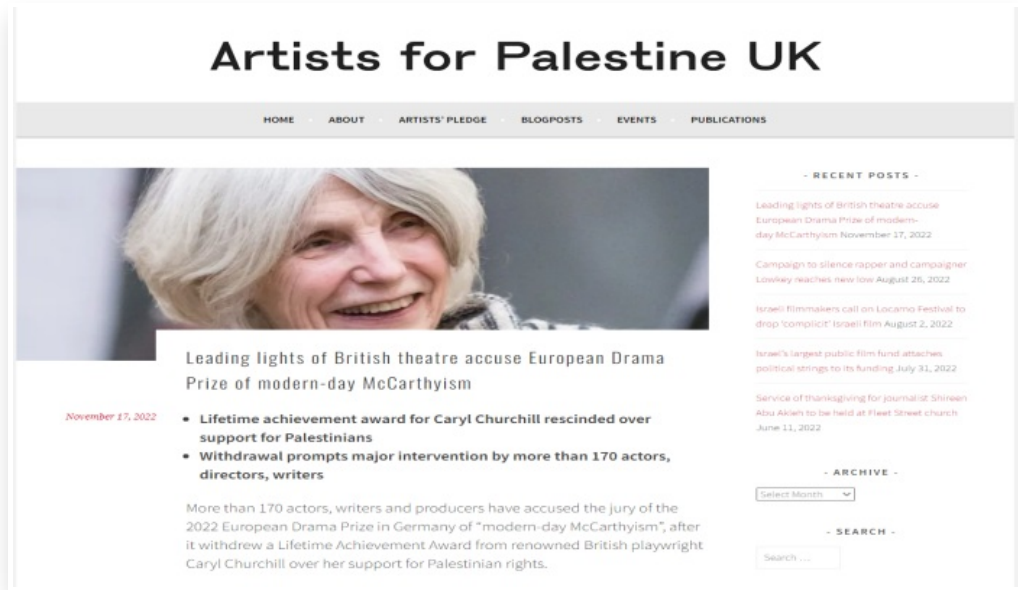 Artists for Palestine UK
HOME
ABOUT
ARTISTS' PLEDGE
BLOGPOSTS
EVENTS
PUBLICATIONS
Leading lights of British theatre accuse European Drama
Prize of modern-day McCarthyism
November 17, 2022
• Lifetime achievement award for Caryl Churchill rescinded over
support for Palestinians
• Withdrawal prompts major intervention by more than 170 actors,
directors, writers
More than 170 actors, writers and producers have accused the jury of the
2022 European Drama Prize in Germany of “modern-day McCarthyism”, after
it withdrew a Lifetime Achievement Award from renowned British playwright
Caryl Churchill over her support for Palestinian rights.
- RECENT POSTS -
Leading lights of British theatre accuse
European Drama Prize of modern-
day McCarthyism November 17, 2022
Campaign to silence rapper and campaigner
Lowkey reaches new low August 26, 2022
Israeli filmmakers call on Locarno Festival to
drop 'complicit' Israeli film August 2, 2022
Israel's largest public film fund attaches
political strings to its funding July 31, 2022
Service of thanksgiving for journalist Shireen
Abu Akleh to be held at Fleet Street church
June 11, 2022
- ARCHIVE -
Select Month
- SEARCH -
Search ...